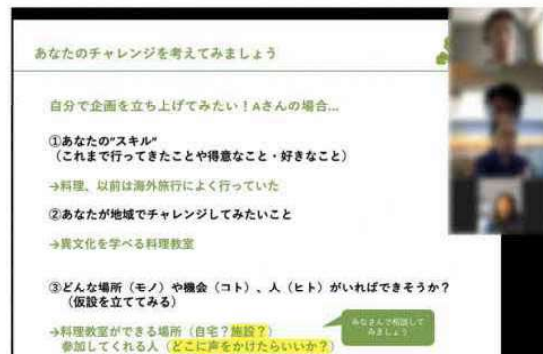 あなたのチャレンジを考えてみましょう
自分で企画を立ち上げてみたい!Aさんの場合...
①あなたの"スキル"
(これまで行ってきたことや得意なこと・好きなこと)
→料理、以前は海外旅行によく行っていた
②あなたが地域でチャレンジしてみたいこと
→異文化を学べる料理教室
③どんな場所(モノ)や機会(コト)、人(ヒト)がいればできそうか?
(仮設を立ててみる)
→料理教室ができる場所(自宅?施設?)
参加してくれる人(どこに声をかけたらいいか?)
みなさんで相談して
みましょう